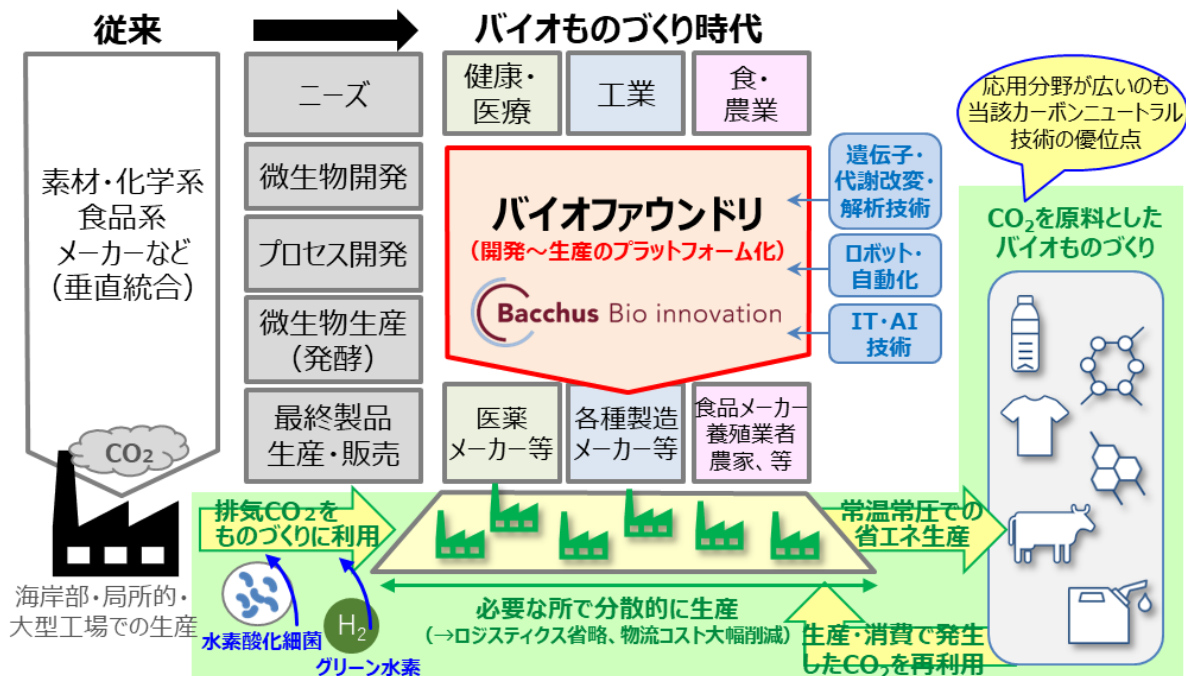 従来
バイオものづくり時代
素材・化学系
食品系
メーカーなど
(垂直統合)
CO₂
海岸部・局所的・
大型工場での生産
ニーズ
微生物開発
プロセス開発
微生物生産
(発酵)
最終製品
生産・販売
健康・
医療
工業
食・
農業
バイオファウンドリ
(開発~生産のプラットフォーム化)
Bacchus Bio innovation
遺伝子・
代謝改変・
解析技術
ロボット・
自動化
IT・AI
技術
医薬
メーカー等
各種製造
メーカー等
食品メーカー
養殖業者
農家、等
応用分野が広いのも
当該カーボンニュートラル
技術の優位点
CO₂を原料とした
バイオものづくり
排気CO₂を
ものづくりに利用
水素酸化細菌
H₂
グリーン水素
必要な所で分散的に生産
(→ロジスティクス省略、物流コスト大幅削減)
常温常圧での
省エネ生産
生産・消費で発生
したCO₂を再利用